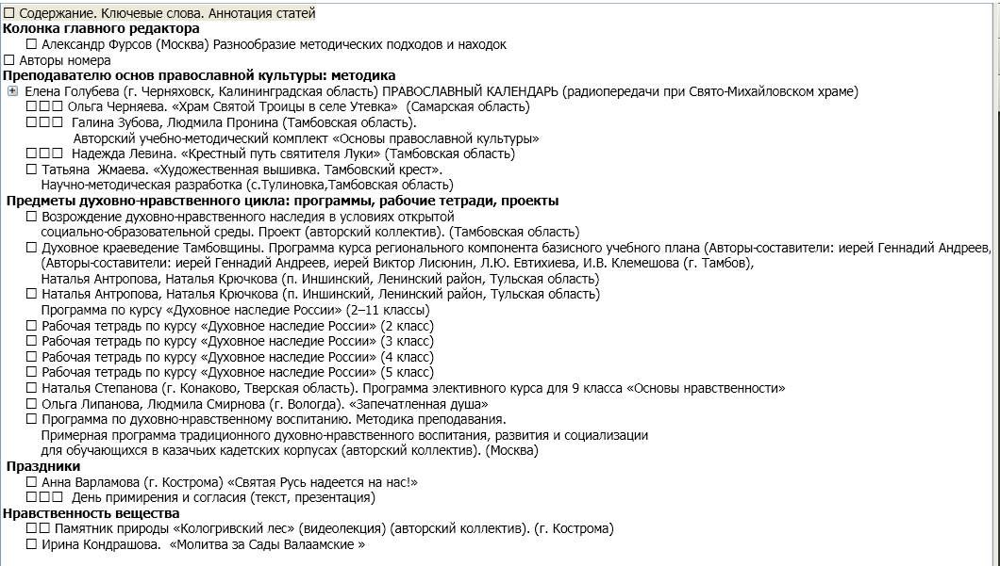 ☐ Содержание. Ключевые слова. Аннотация статей
Колонка главного редактора
☐ Александр Фурсов (Москва) Разнообразие методических подходов и находок
☐ Авторы номера
Преподавателю основ православной культуры: методика
Елена Голубева (г. Черняховск, Калининградская область) ПРАВОСЛАВНЫЙ КАЛЕНДАРЬ (радиопередачи при Свято-Михайловском храме)
☐☐☐ Ольга Черняева. «Храм Святой Троицы в селе Утевка» (Самарская область)
☐☐☐ Галина Зубова, Людмила Пронина (Тамбовская область).
Авторский учебно-методический комплект «Основы православной культуры»
☐☐☐ Надежда Левина. «Крестный путь святителя Луки» (Тамбовская область)
☐ Татьяна Жмаева. «Художественная вышивка. Тамбовский крест».
Научно-методическая разработка (с.Тулиновка,Тамбовская область)
Предметы духовно-нравственного цикла: программы, рабочие тетради, проекты
☐ Возрождение духовно-нравственного наследия в условиях открытой
социально-образовательной среды. Проект (авторский коллектив). (Тамбовская область)
☐ Духовное краеведение Тамбовщины. Программа курса регионального компонента базисного учебного плана (Авторы-составители: иерей Геннадий Андреев,
(Авторы-составители: иерей Геннадий Андреев, иерей Виктор Лисюнин, Л.Ю. Евтихиева, И.В. Клемешова (г. Тамбов),
Наталья Антропова, Наталья Крючкова (п. Иншинский, Ленинский район, Тульская область)
☐ Наталья Антропова, Наталья Крючкова (п. Иншинский, Ленинский район, Тульская область)
Программа по курсу «Духовное наследие России» (2–11 классы)
☐ Рабочая тетрадь по курсу «Духовное наследие России» (2 класс)
☐ Рабочая тетрадь по курсу «Духовное наследие России» (3 класс)
☐ Рабочая тетрадь по курсу «Духовное наследие России» (4 класс)
☐ Рабочая тетрадь по курсу «Духовное наследие России» (5 класс)
☐ Наталья Степанова (г. Конаково, Тверская область). Программа элективного курса для 9 класса «Основы нравственности»
☐ Ольга Липанова, Людмила Смирнова (г. Вологда). «Запечатленная душа»
☐ Программа по духовно-нравственному воспитанию. Методика преподавания.
Примерная программа традиционного духовно-нравственного воспитания, развития и социализации
для обучающихся в казачьих кадетских корпусах (авторский коллектив). (Москва)
Праздники
☐ Анна Варламова (г. Кострома) «Святая Русь надеется на нас!»
☐☐☐ День примирения и согласия (текст, презентация)
Нравственность вещества
☐☐ Памятник природы «Кологривский лес» (видеолекция) (авторский коллектив). (г. Кострома)
☐ Ирина Кондрашова. «Молитва за Сады Валаамские »